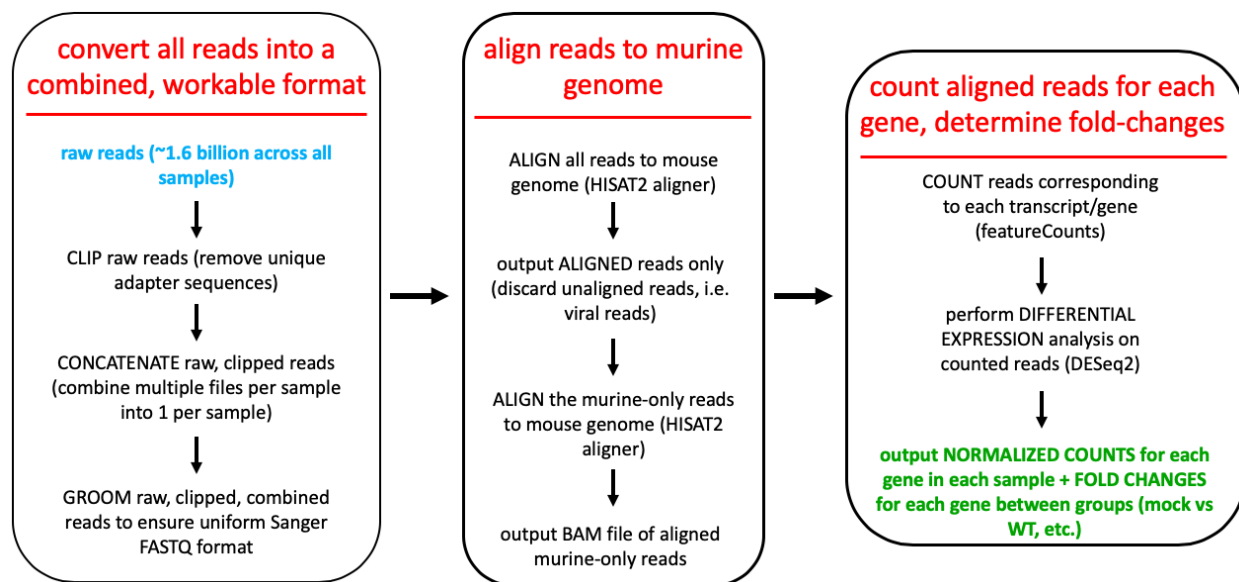 convert all reads into a
combined, workable format
raw reads (~1.6 billion across all
samples)
CLIP raw reads (remove unique
adapter sequences)
CONCATENATE raw, clipped reads
(combine multiple files per sample
into 1 per sample)
GROOM raw, clipped, combined
reads to ensure uniform Sanger
FASTQ format
align reads to murine
genome
ALIGN all reads to mouse
genome (HISAT2 aligner)
output ALIGNED reads only
(discard unaligned reads, i.e.
viral reads)
ALIGN the murine-only reads
to mouse genome (HISAT2
aligner)
output BAM file of aligned
murine-only reads
count aligned reads for each
gene, determine fold-changes
COUNT reads corresponding
to each transcript/gene
(featureCounts)
perform DIFFERENTIAL
EXPRESSION analysis on
counted reads (DESeq2)
output NORMALIZED COUNTS for each
gene in each sample + FOLD CHANGES
for each gene between groups (mock vs
WT, etc.)